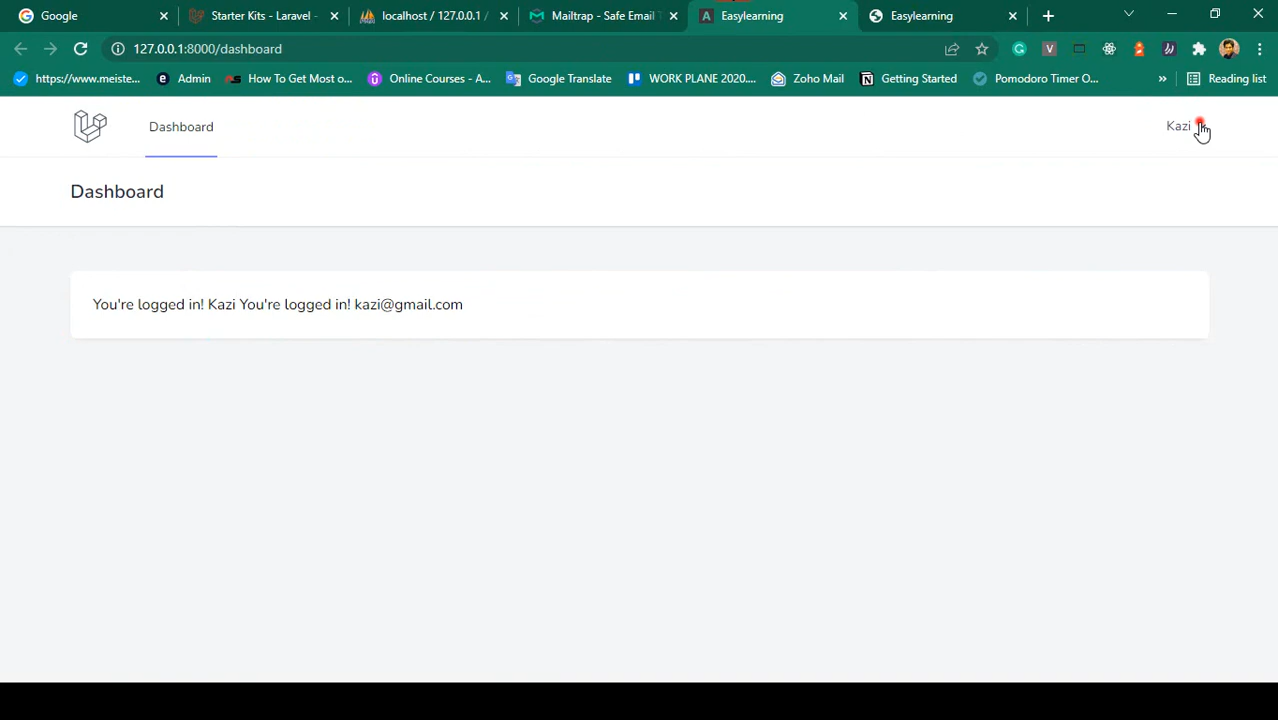 Google Starter Kits - Laravel - localhost / 127.0.0.1 / Mailtrap - Safe Email T Easylearning Easylearning
127.0.0.1:8000/dashboard
https://www.meiste... Admin How To Get Most o... Online Courses - A... Google Translate WORK PLANE 2020.... Zoho Mail Getting Started Pomodoro Timer O... » Reading list
Dashboard Kazi
Dashboard
You're logged in! Kazi You're logged in! kazi@gmail.com